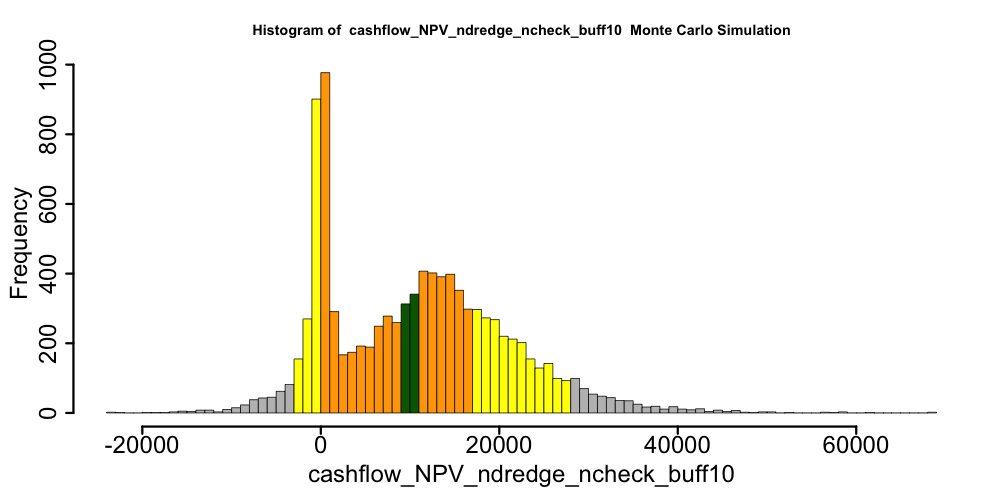 Histogram of  cashflow_NPV_ndredge_ncheck_buff10  Monte Carlo Simulation
Frequency
1000
800
600
400
200
0
-20000 0 20000 40000 60000
cashflow_NPV_ndredge_ncheck_buff10